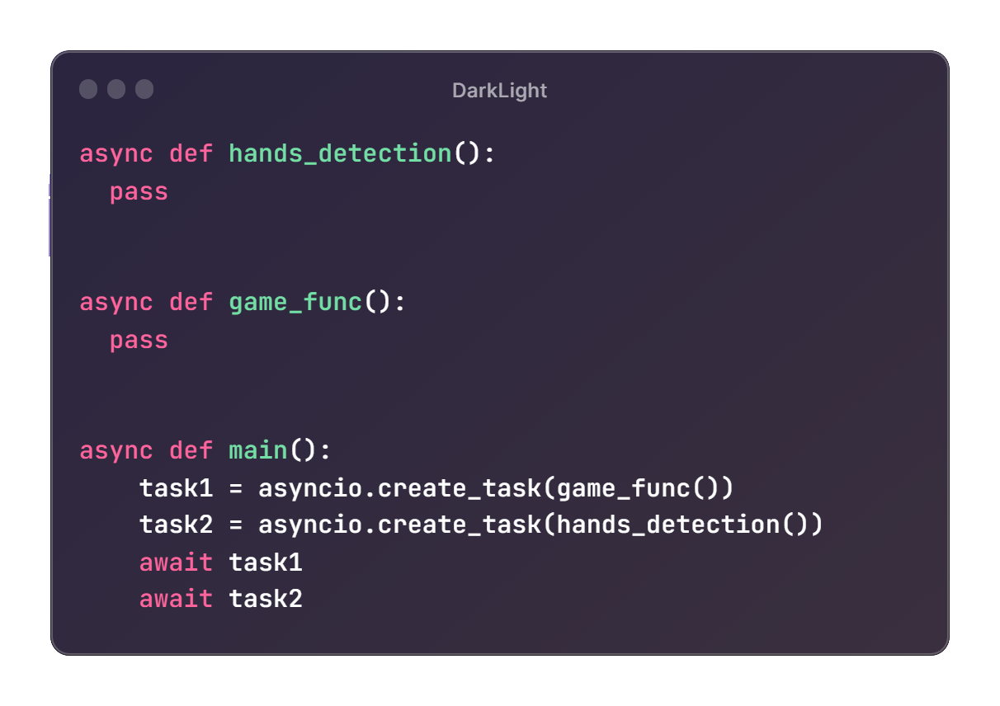 DarkLight
async def hands_detection():
  pass
async def game_func():
  pass
async def main():
    task1 = asyncio.create_task(game_func())
    task2 = asyncio.create_task(hands_detection())
    await task1
    await task2